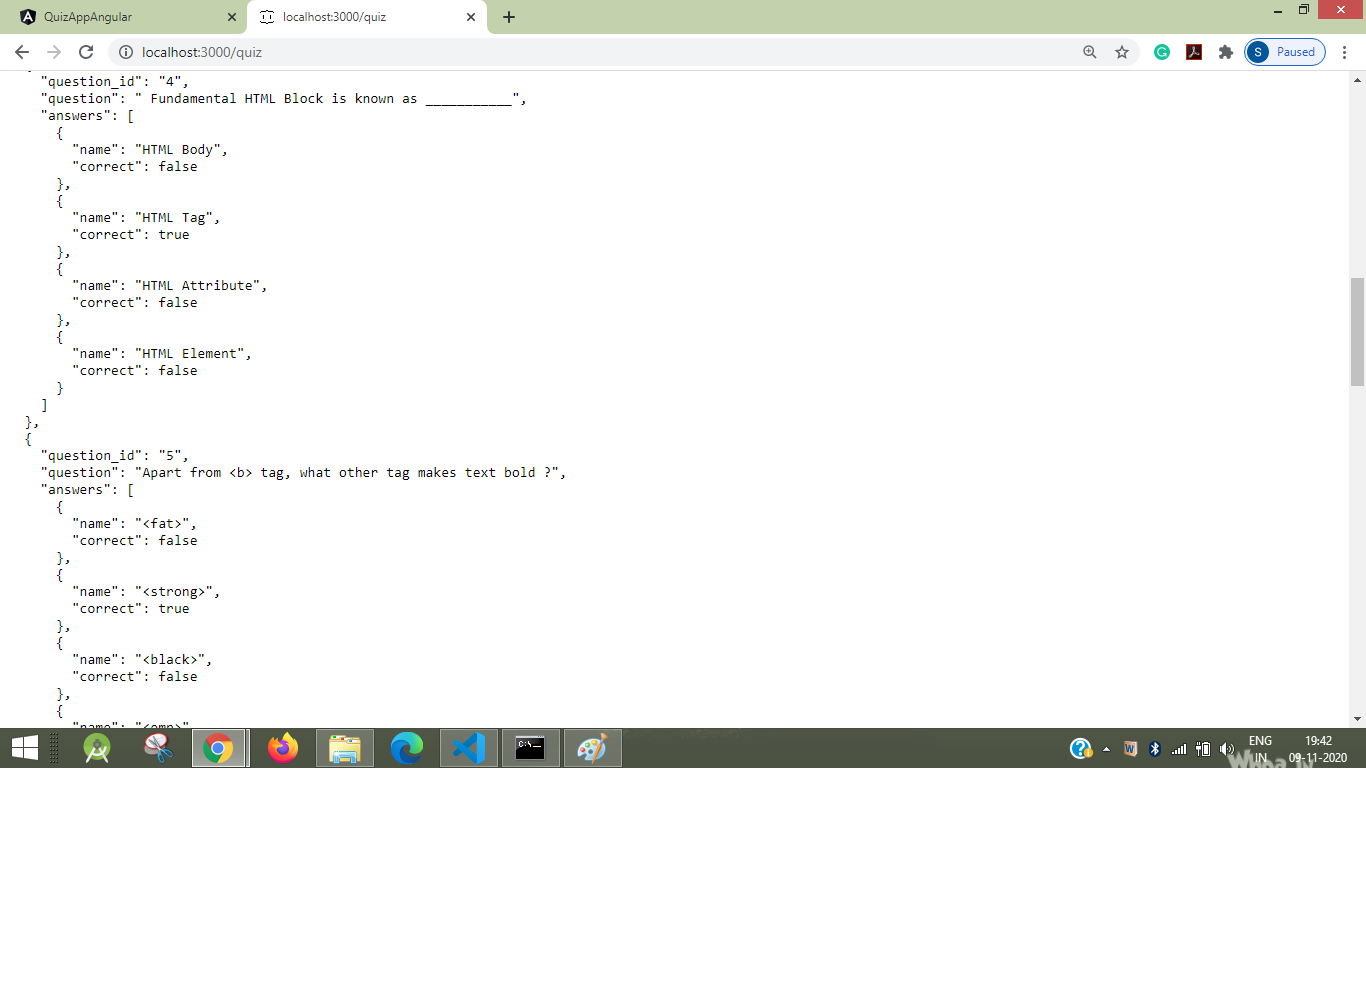 QuizAppAngular
localhost:3000/quiz
localhost:3000/quiz
Paused
"question_id": "4",
"question": " Fundamental HTML Block is known as ___________",
"answers": [
{
"name": "HTML Body",
"correct": false
},
{
"name": "HTML Tag",
"correct": true
},
{
"name": "HTML Attribute",
"correct": false
},
{
"name": "HTML Element",
"correct": false
}
]
},
{
"question_id": "5",
"question": "Apart from <b> tag, what other tag makes text bold ?",
"answers": [
{
"name": "<fat>",
"correct": false
},
{
"name": "<strong>",
"correct": true
},
{
"name": "<black>",
"correct": false
},
{
"name": "<emp>"
ENG 19:42
IN 09-11-2020